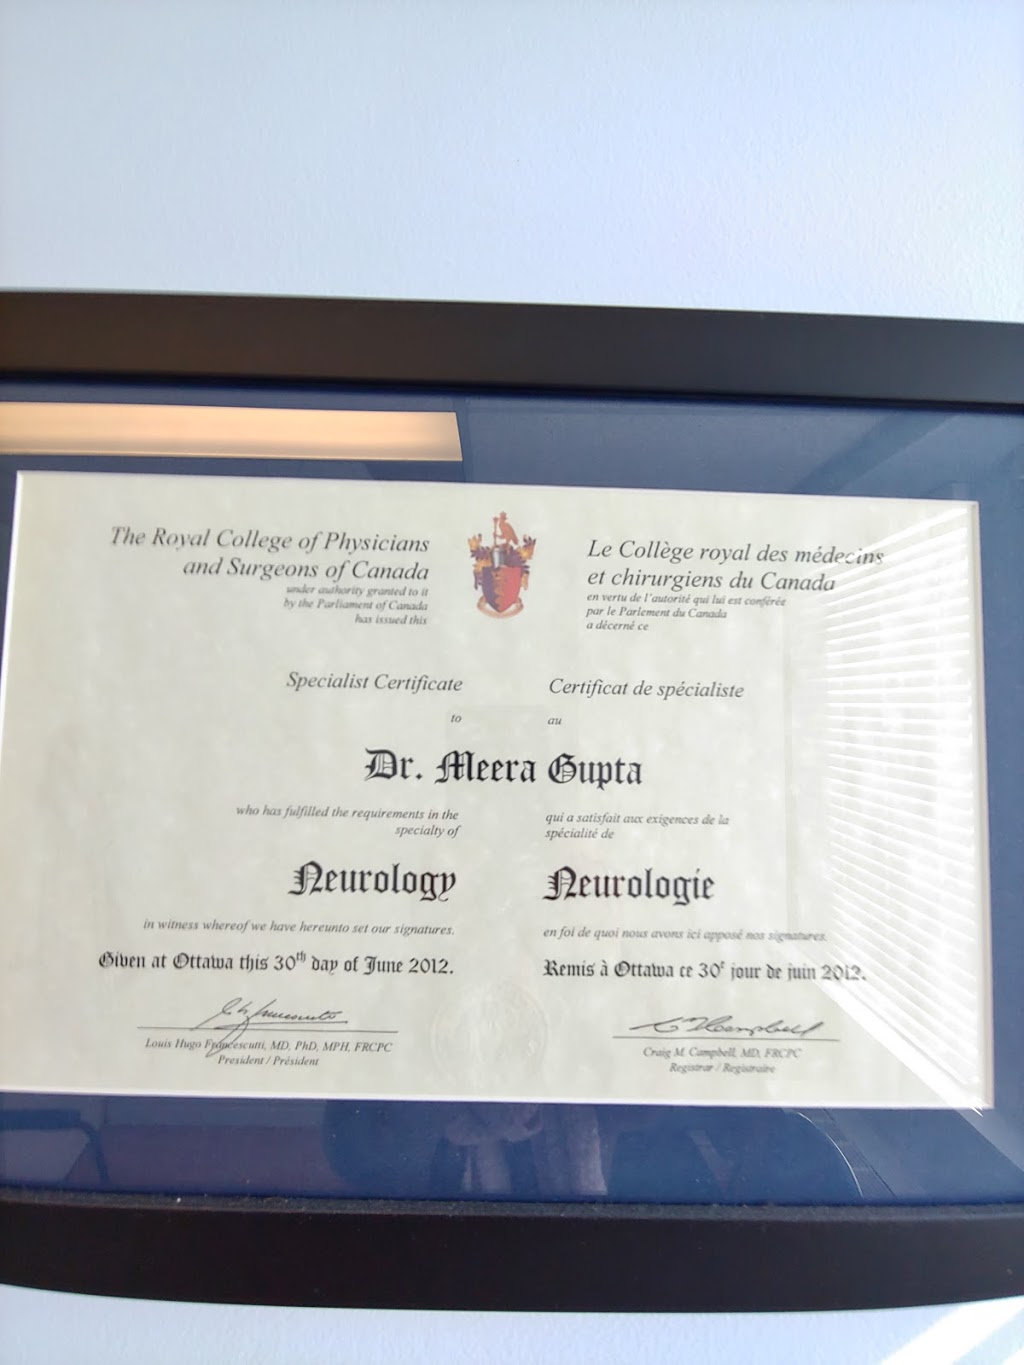 The Royal College of Physicians
and Surgeons of Canada
under authority granted to it
by the Parliament of Canada
has issued this
Le Collège royal des médecins
et chirurgiens du Canada
en vertu de l'autorité qui lui est conférée
par le Parlement du Canada
a décerné ce
Specialist Certificate
to
Certificat de spécialiste
au
Dr. Meera Gupta
who has fulfilled the requirements in the
specialty of
qui a satisfait aux exigences de la
spécialité de
Neurology
Neurologie
in witness whereof we have hereunto set our signatures.
en foi de quoi nous avons ici apposé nos signatures.
Given at Ottawa this 30th day of June 2012.
Remis à Ottawa ce 30e jour de juin 2012.
Louis Hugo Francescutti, MD, PhD, MPH, FRCPC
President / Président
Craig M. Campbell, MD, FRCPC
Registrar / Registraire